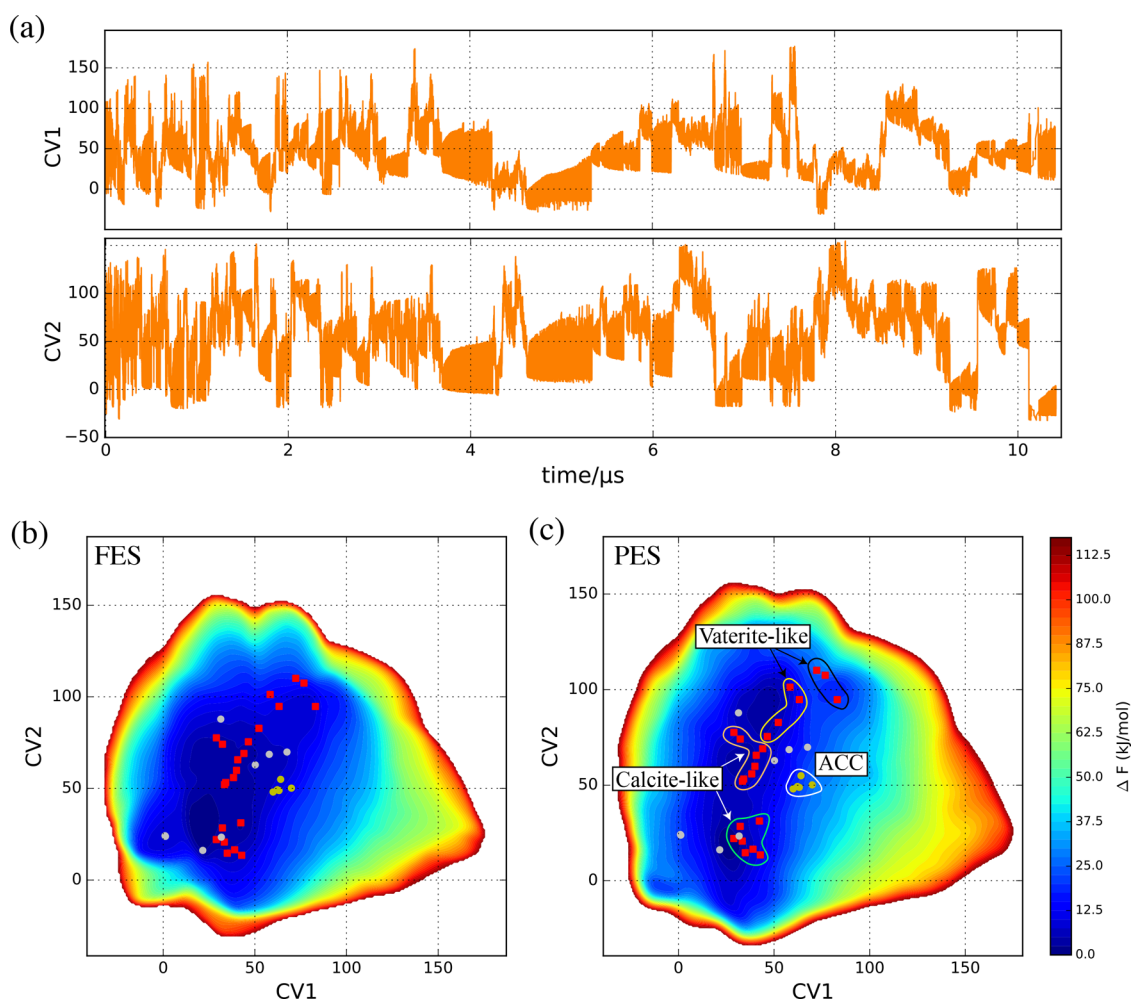 (a)
CV1
150
100
50
0
CV2
100
50
0
−50
0
2
4
6
8
10
time/μs
(b)
FES
CV2
150
100
50
0
0
50
100
150
CV1
(c)
PES
Vaterite-like
Calcite-like
ACC
CV2
150
100
50
0
0
50
100
150
CV1
112.5
100.0
87.5
75.0
62.5
50.0
37.5
25.0
12.5
0.0
Δ F (kJ/mol)